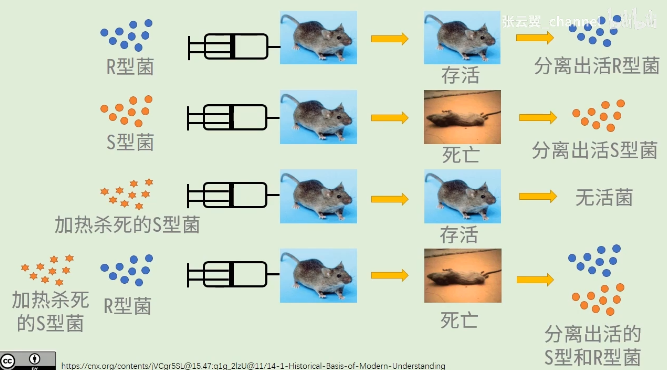 张云翼 channel
R型菌
存活
分离出活R型菌
S型菌
死亡
分离出活S型菌
加热杀死的S型菌
存活
无活菌
加热杀死
的S型菌
R型菌
死亡
分离出活的
S型和R型菌
cc
BY
https://cnx.org/contents/jVCgr5SL@15.47:q1g_2lzU@11/14-1-Historical-Basis-of-Modern-Understanding